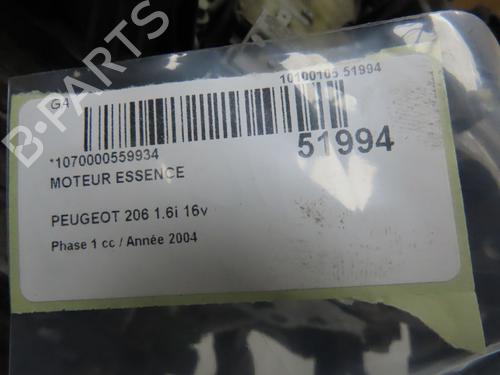 G4
10100105 51994
*1070000559934
51994
MOTEUR ESSENCE
PEUGEOT 206 1.6i 16v
Phase 1 cc / Année 2004
B-PARTS